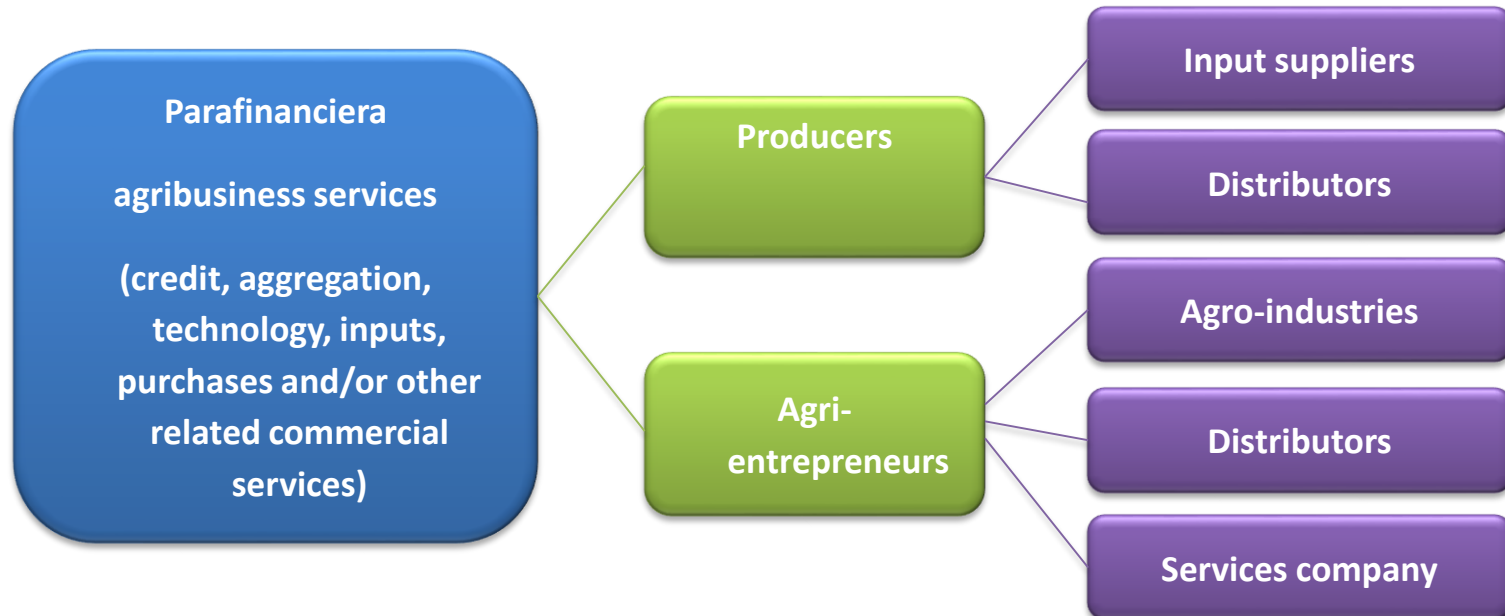 Parafinanciera
agribusiness services
(credit, aggregation,
technology, inputs,
purchases and/or other
related commercial
services)
Producers
Agri-
entrepreneurs
Input suppliers
Distributors
Agro-industries
Distributors
Services company